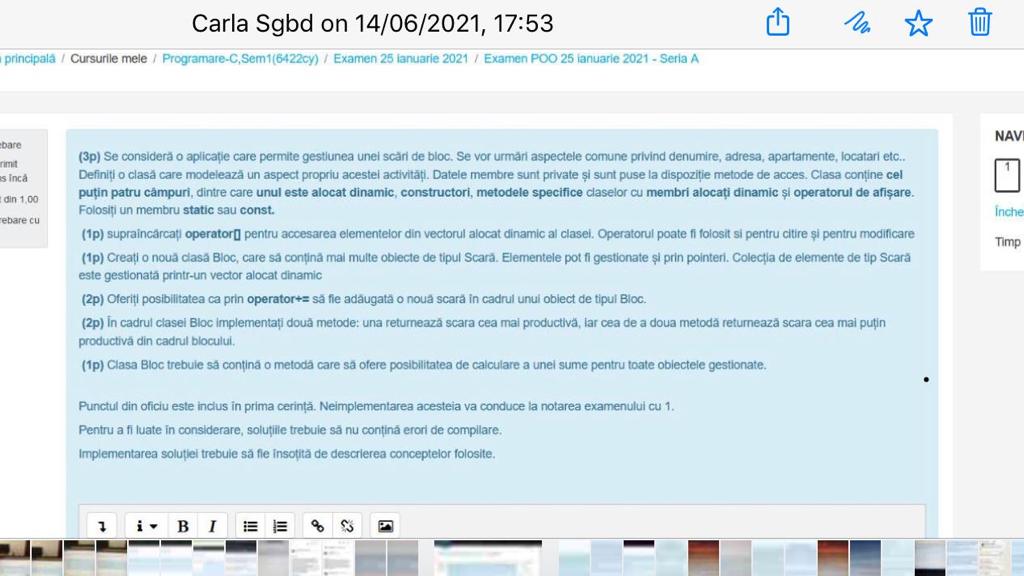 Carla Sgbd on 14/06/2021, 17:53
principală / Cursurile mele / Programare-C,Sem1(6422cy) / Examen 25 ianuarie 2021 / Examen POO 25 ianuarie 2021 - Seria A
NAVI
1
Înche
Timp
ebare
rimit
ns încă
din 1,00
rebare cu
(3p) Se consideră o aplicație care permite gestiunea unei scări de bloc. Se vor urmări aspectele comune privind denumire, adresa, apartamente, locatari etc..
Definiți o clasă care modelează un aspect propriu acestei activități. Datele membre sunt private și sunt puse la dispoziție metode de acces. Clasa conține cel
puțin patru câmpuri, dintre care unul este alocat dinamic, constructori, metodele specifice claselor cu membri alocați dinamic și operatorul de afișare.
Folosiți un membru static sau const.
(1p) supraîncărcați operator[] pentru accesarea elementelor din vectorul alocat dinamic al clasei. Operatorul poate fi folosit si pentru citire și pentru modificare
(1p) Creați o nouă clasă Bloc, care să conțină mai multe obiecte de tipul Scară. Elementele pot fi gestionate și prin pointeri. Colecția de elemente de tip Scară
este gestionată printr-un vector alocat dinamic
(2p) Oferiți posibilitatea ca prin operator+= să fie adăugată o nouă scară în cadrul unui obiect de tipul Bloc.
(2p) În cadrul clasei Bloc implementați două metode: una returnează scara cea mai productivă, iar cea de a doua metodă returnează scara cea mai puțin
productivă din cadrul blocului.
(1p) Clasa Bloc trebuie să conțină o metodă care să ofere posibilitatea de calculare a unei sume pentru toate obiectele gestionate.
Punctul din oficiu este inclus în prima cerință. Neimplementarea acesteia va conduce la notarea examenului cu 1.
Pentru a fi luate în considerare, soluțiile trebuie să nu conțină erori de compilare.
Implementarea soluției trebuie să fie însoțită de descrierea conceptelor folosite.
B I